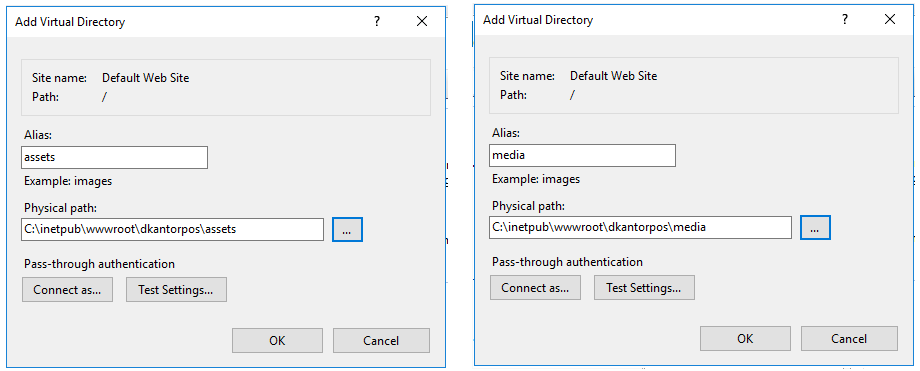 Add Virtual Directory ?
Site name: Default Web Site
Path: /
Alias:
assets
Example: images
Physical path:
C:\inetpub\wwwroot\dkantorpos\assets ...
Pass-through authentication
Connect as... Test Settings...
OK Cancel
Add Virtual Directory ?
Site name: Default Web Site
Path: /
Alias:
media
Example: images
Physical path:
C:\inetpub\wwwroot\dkantorpos\media ...
Pass-through authentication
Connect as... Test Settings...
OK Cancel